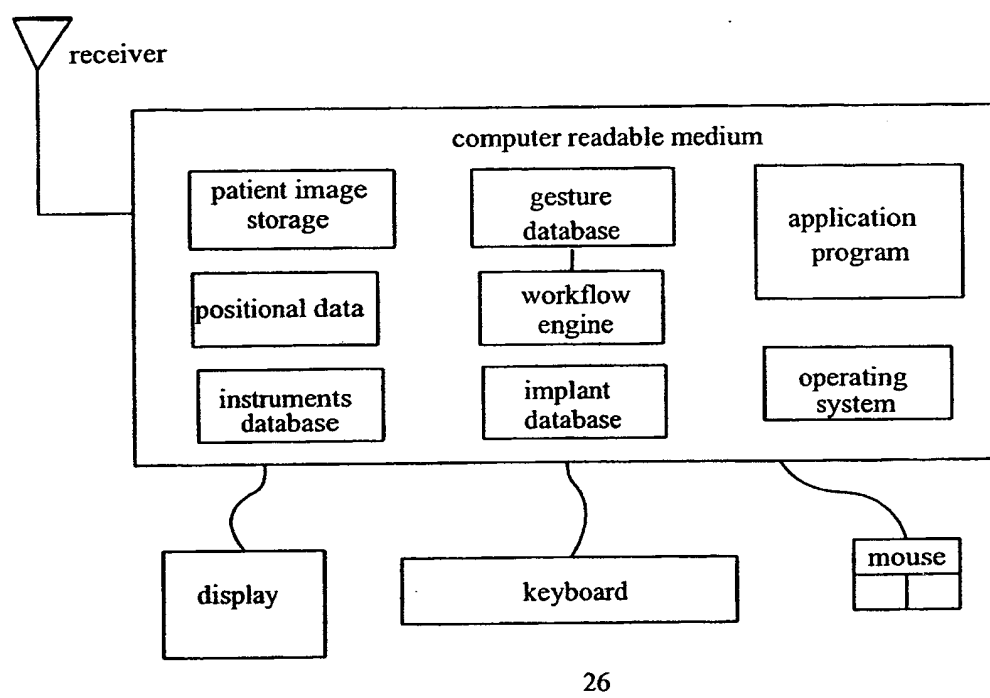 receiver
computer readable medium
patient image
storage
gesture
database
application
program
positional data
workflow
engine
instruments
database
implant
database
operating
system
display
keyboard
mouse
26